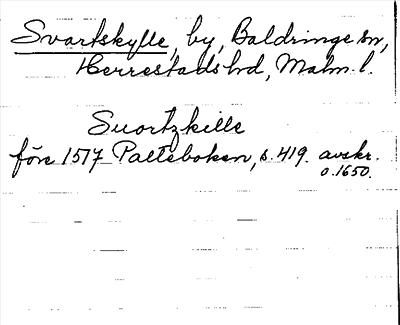 Svartskylle, by, Baldringe sn,
Herrestads hd, Malm. l.
Suortzkille
före 1517 Palteboken, s. 419. avskr.
o. 1650.